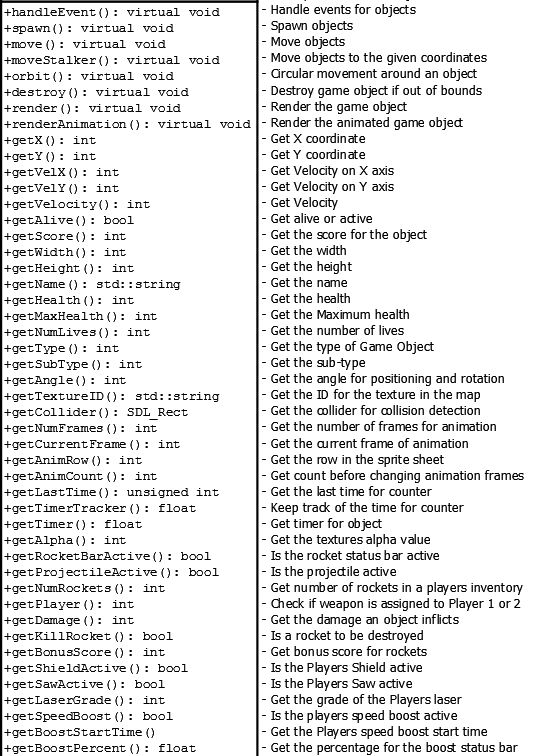 +handleEvent(): virtual void - Handle events for objects
+spawn(): virtual void - Spawn objects
+move(): virtual void - Move objects
+moveStalker(): virtual void - Move objects to the given coordinates
+orbit(): virtual void - Circular movement around an object
+destroy(): virtual void - Destroy game object if out of bounds
+render(): virtual void - Render the game object
+renderAnimation(): virtual void - Render the animated game object
+getX(): int - Get X coordinate
+getY(): int - Get Y coordinate
+getVelX(): int - Get Velocity on X axis
+getVelY(): int - Get Velocity on Y axis
+getVelocity(): int - Get Velocity
+getAlive(): bool - Get alive or active
+getScore(): int - Get the score for the object
+getWidth(): int - Get the width
+getHeight(): int - Get the height
+getName(): std::string - Get the name
+getHealth(): int - Get the health
+getMaxHealth(): int - Get the Maximum health
+getNumLives(): int - Get the number of lives
+getType(): int - Get the type of Game Object
+getSubType(): int - Get the sub-type
+getAngle(): int - Get the angle for positioning and rotation
+getTextureID(): std::string - Get the ID for the texture in the map
+getCollider(): SDL_Rect - Get the collider for collision detection
+getNumFrames(): int - Get the number of frames for animation
+getCurrentFrame(): int - Get the current frame of animation
+getAnimRow(): int - Get the row in the sprite sheet
+getAnimCount(): int - Get count before changing animation frames
+getLastTime(): unsigned int - Get the last time for counter
+getTimerTracker(): float - Keep track of the time for counter
+getTimer(): float - Get timer for object
+getAlpha(): int - Get the textures alpha value
+getRocketBarActive(): bool - Is the rocket status bar active
+getProjectileActive(): bool - Is the projectile active
+getNumRockets(): int - Get number of rockets in a players inventory
+getPlayer(): int - Check if weapon is assigned to Player 1 or 2
+getDamage(): int - Get the damage an object inflicts
+getKillRocket(): bool - Is a rocket to be destroyed
+getBonusScore(): int - Get bonus score for rockets
+getShieldActive(): bool - Is the Players Shield active
+getSawActive(): bool - Is the Players Saw active
+getLaserGrade(): int - Get the grade of the Players laser
+getSpeedBoost(): bool - Is the players speed boost active
+getBoostStartTime() - Get the Players speed boost start time
+getBoostPercent(): float - Get the percentage for the boost status bar